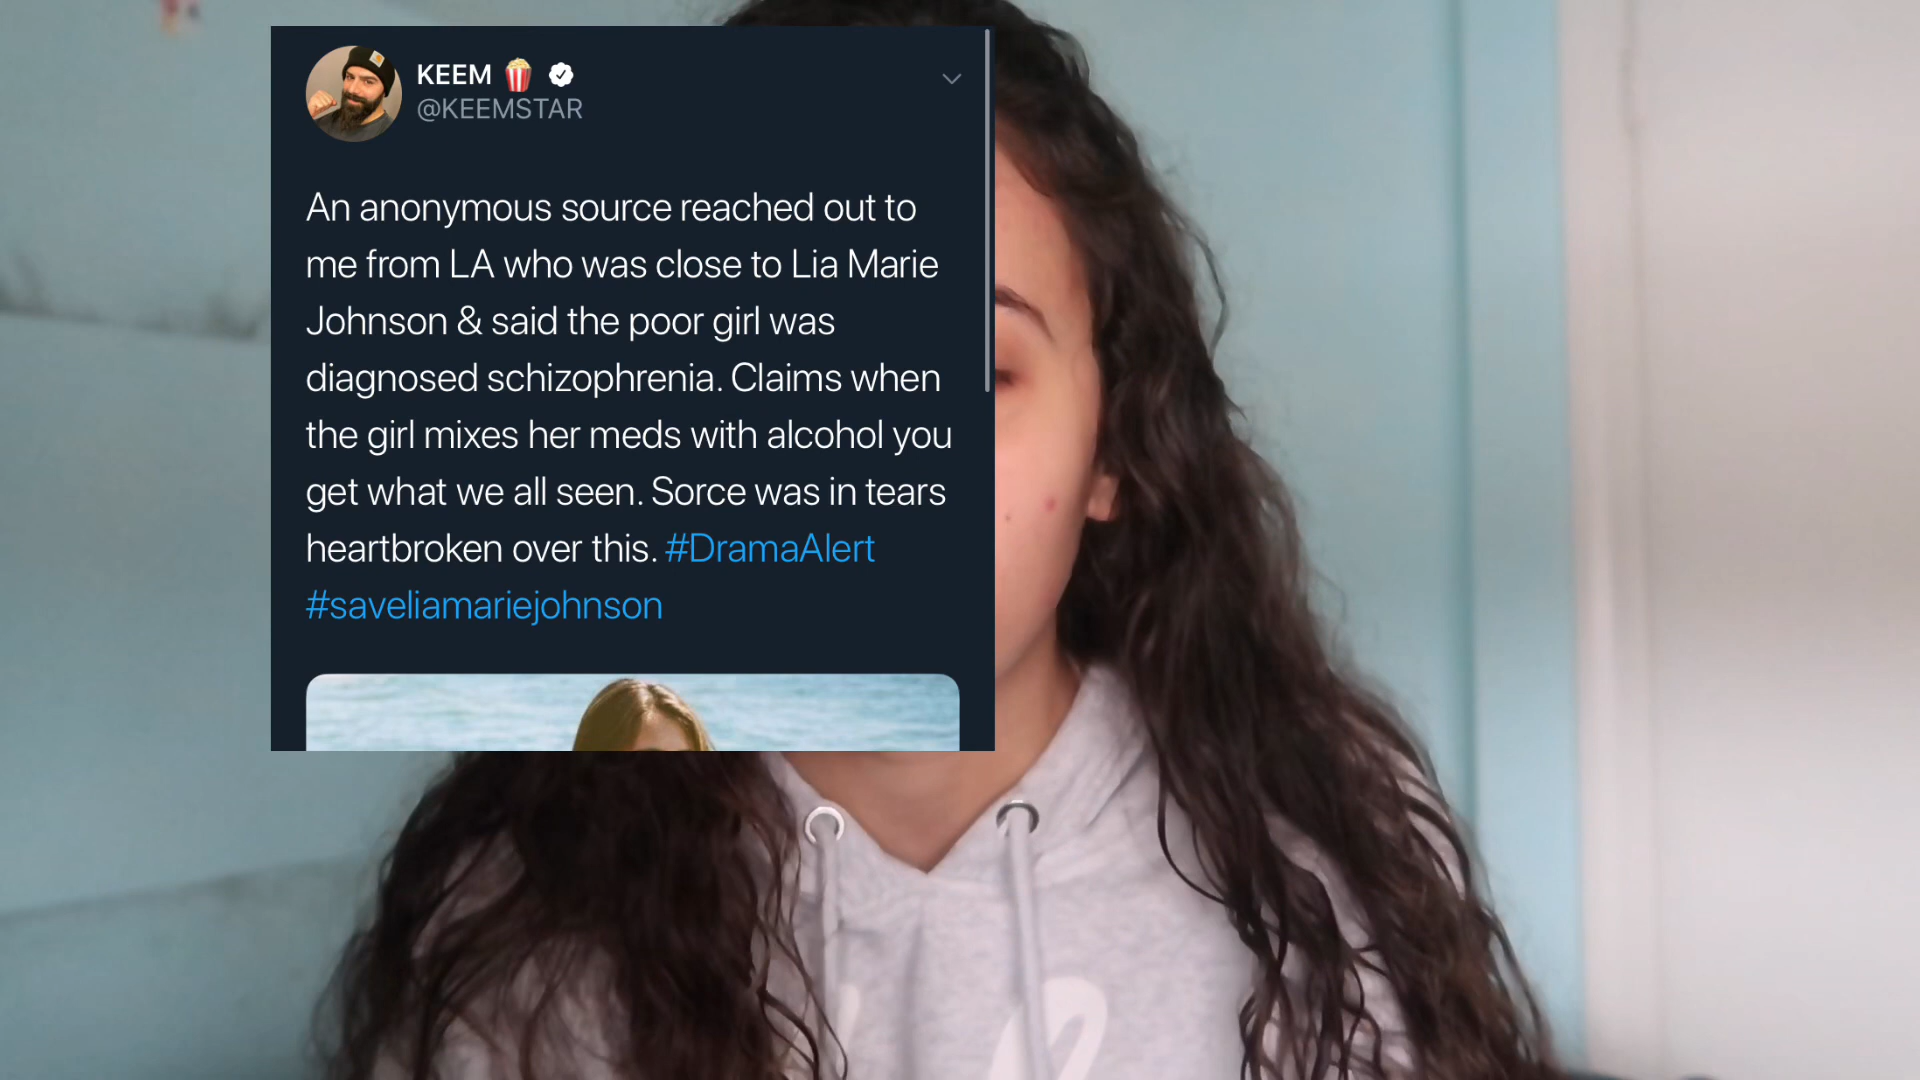 KEEM 🍿
@KEEMSTAR
An anonymous source reached out to
me from LA who was close to Lia Marie
Johnson & said the poor girl was
diagnosed schizophrenia. Claims when
the girl mixes her meds with alcohol you
get what we all seen. Sorce was in tears
heartbroken over this. #DramaAlert
#saveliamariejohnson